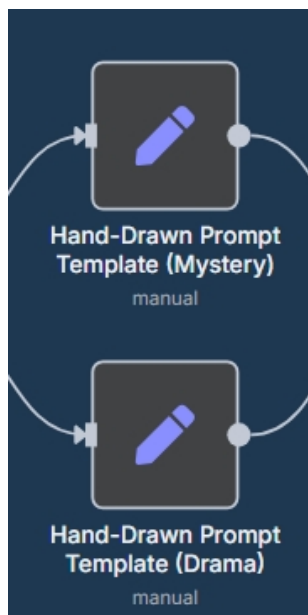 Hand-Drawn Prompt
Template (Mystery)
manual
Hand-Drawn Prompt
Template (Drama)
manual